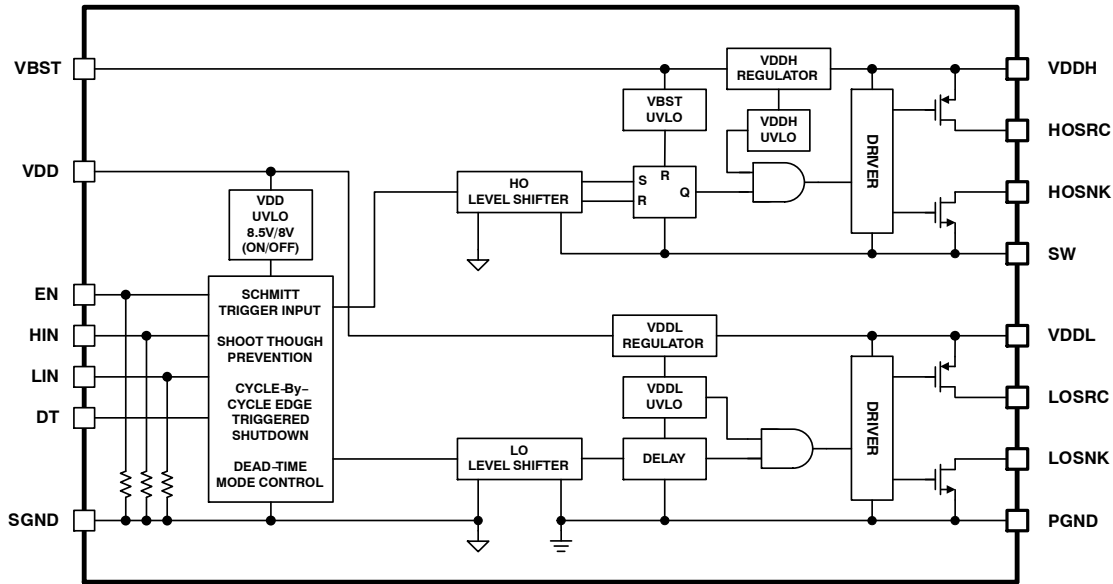 VBST
VDD
EN
HIN
LIN
DT
SGND
VDD
UVLO
8.5V/8V
(ON/OFF)
SCHMITT
TRIGGER INPUT
SHOOT THOUGH
PREVENTION
CYCLE-By-
CYCLE EDGE
TRIGGERED
SHUTDOWN
DEAD-TIME
MODE CONTROL
HO
LEVEL SHIFTER
VBST
UVLO
S
R
R
Q
VDDH
REGULATOR
VDDH
UVLO
DRIVER
LO
LEVEL SHIFTER
VDDL
REGULATOR
VDDL
UVLO
DELAY
DRIVER
VDDH
HOSRC
HOSNK
SW
VDDL
LOSRC
LOSNK
PGND